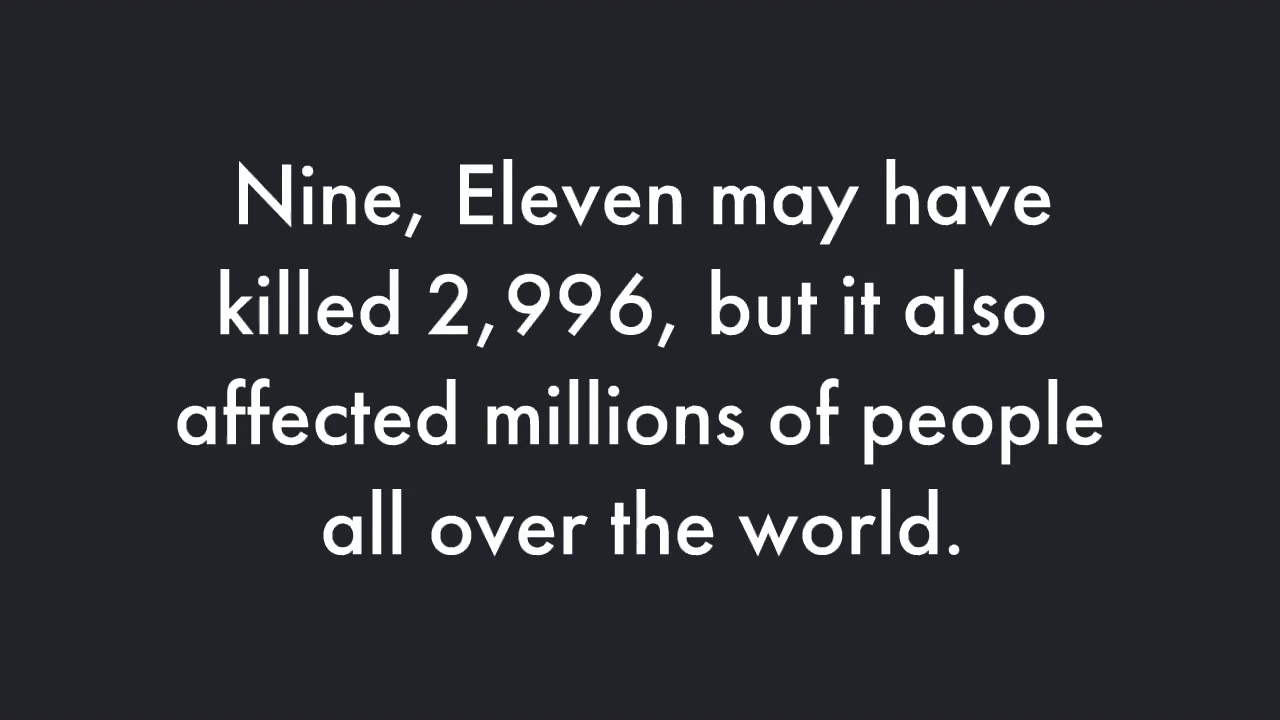 Nine, Eleven may have
killed 2,996, but it also
affected millions of people
all over the world.